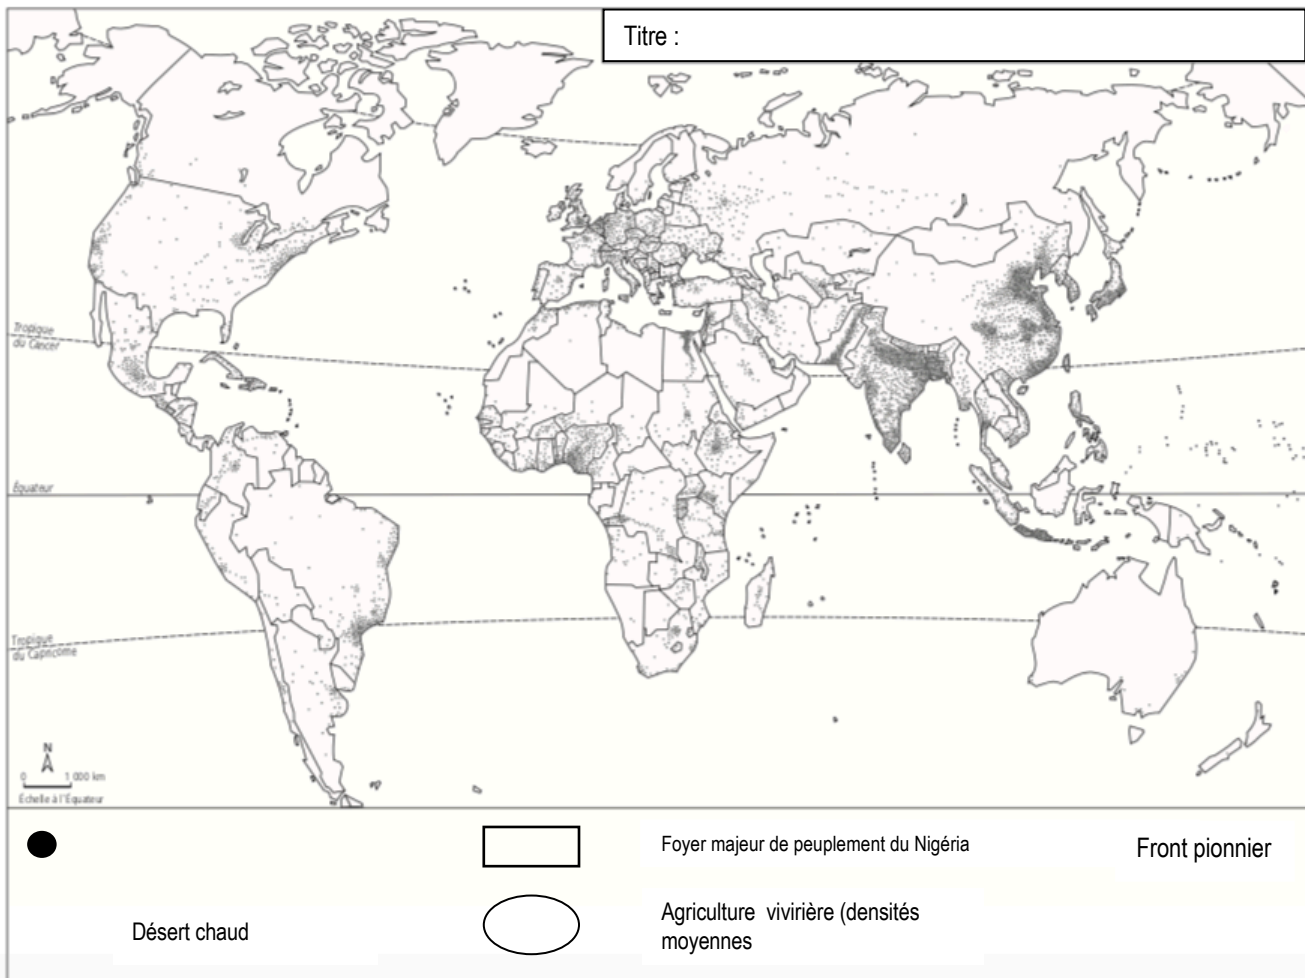 Titre :
Tropique
du Cancer
Équateur
Tropique
du Capricorne
N
0 1 000 km
Échelle à l'Équateur
Foyer majeur de peuplement du Nigéria
Front pionnier
Désert chaud
Agriculture vivirière (densités
moyennes